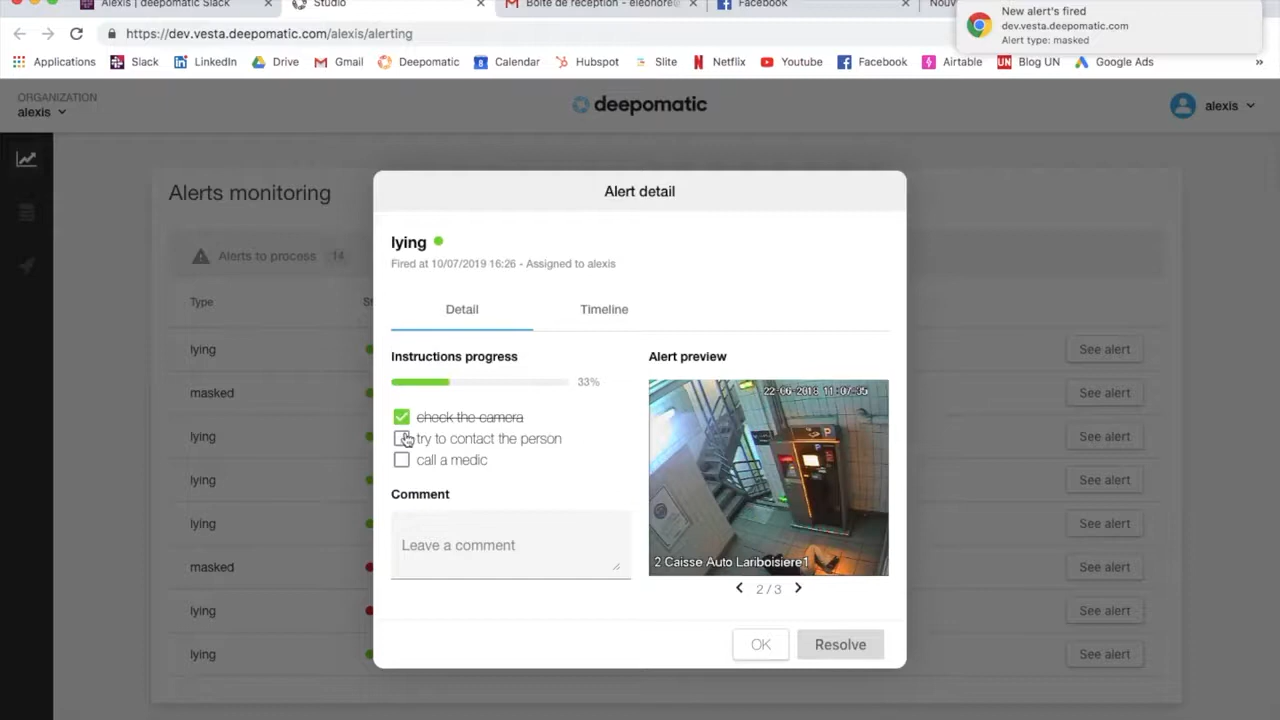 Alexis | deepomatic Slack
Studio
Boîte de réception - eleonore@
Facebook
Nouv
New alert's fired
dev.vesta.deepomatic.com
Alert type: masked
https://dev.vesta.deepomatic.com/alexis/alerting
Applications
Slack
LinkedIn
Drive
Gmail
Deepomatic
Calendar
Hubspot
Slite
Netflix
Youtube
Facebook
Airtable
UN Blog UN
Google Ads
»
ORGANIZATION
alexis
deepomatic
alexis
Alerts monitoring
Alerts to process 14
Type
St
lying See alert
masked See alert
lying See alert
lying See alert
lying See alert
masked See alert
lying See alert
lying See alert
Alert detail
lying
Fired at 10/07/2019 16:26 - Assigned to alexis
Detail
Timeline
Instructions progress
33%
check the camera
try to contact the person
call a medic
Comment
Leave a comment
Alert preview
22-06-2018 11:07:35
P
2 Caisse Auto Lariboisiere1
2 / 3
OK
Resolve